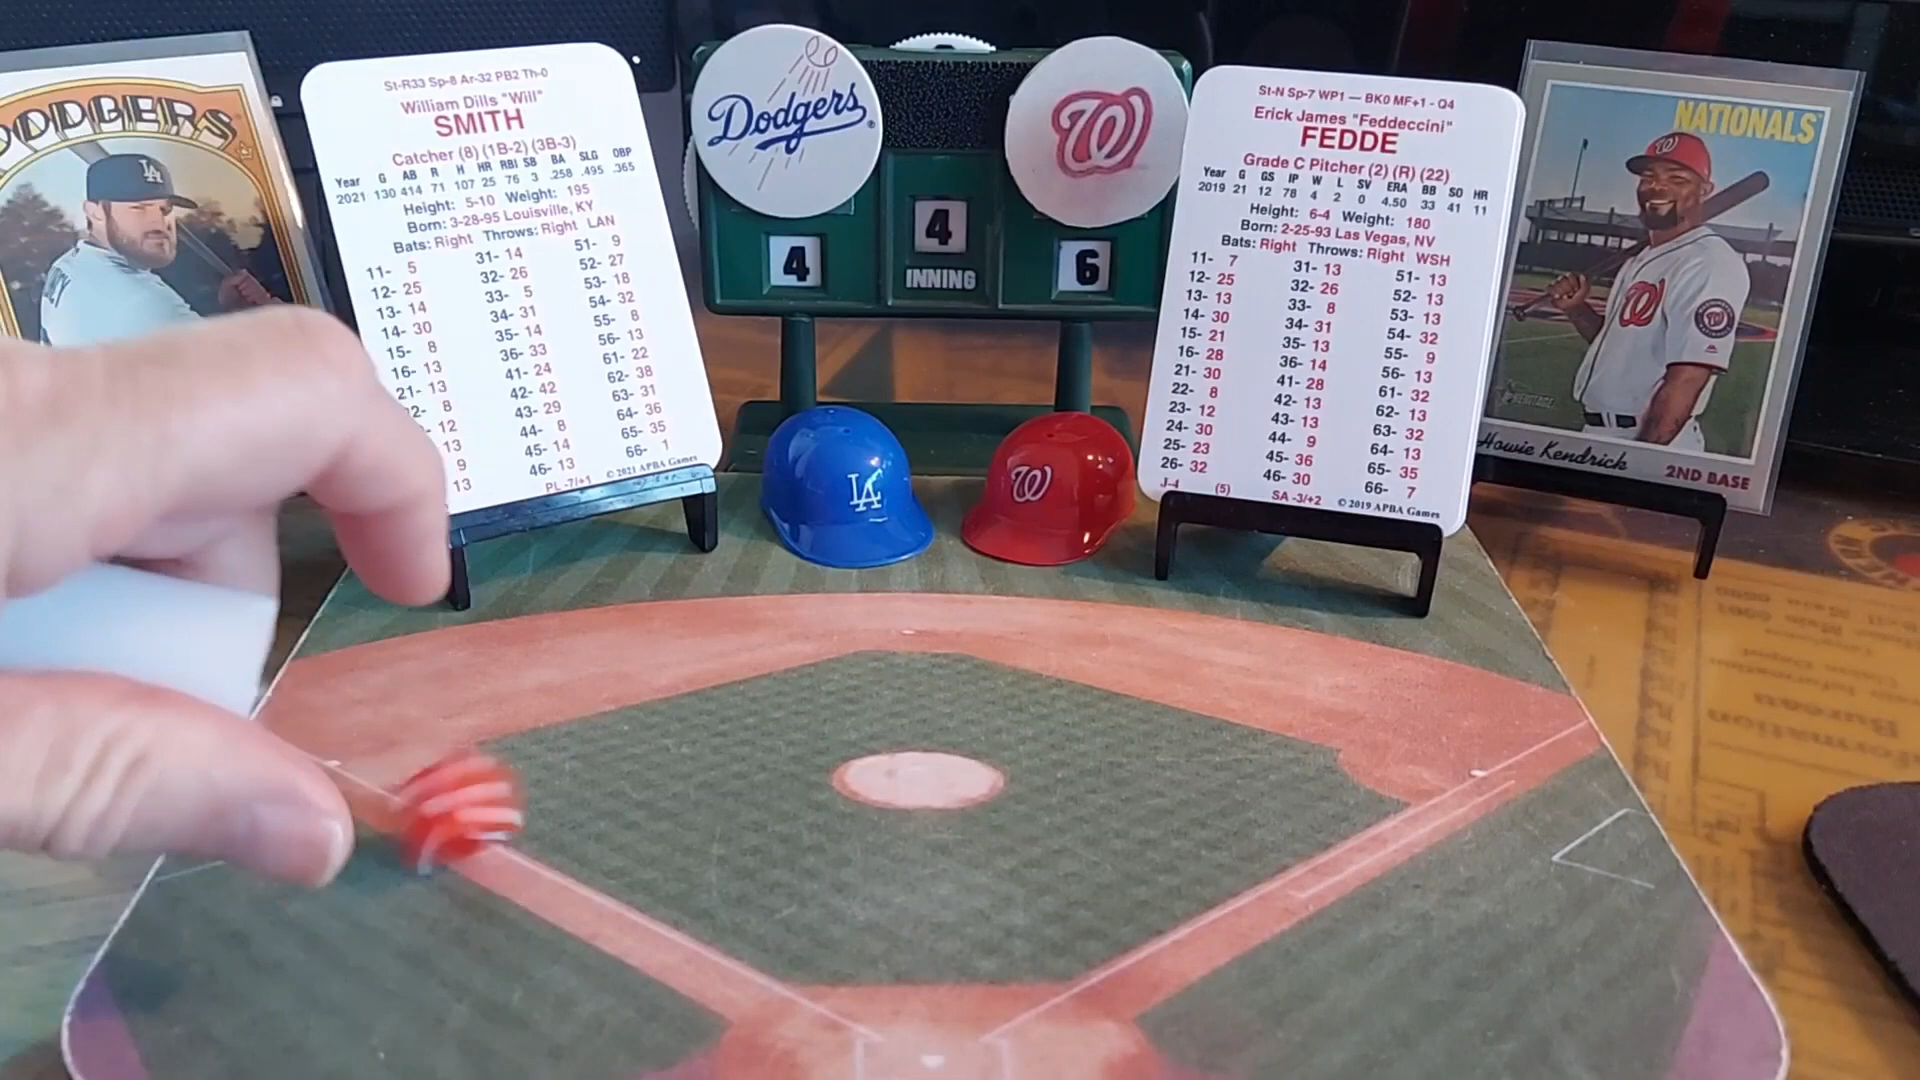 DODGERS
LA
St-R33 Sp-8 Ar-32 PB2 Th-0
William Dills "Will"
SMITH
Catcher (8) (1B-2) (3B-3)
Year G AB R H HR RBI SB BA SLG OBP
2021 130 414 71 107 25 76 3 .258 .495 .365
Height: 5-10 Weight: 195
Born: 3-28-95 Louisville, KY
Bats: Right Throws: Right LAN
11- 5 31- 14 51- 9
12- 25 32- 26 52- 27
13- 14 33- 5 53- 18
14- 30 34- 31 54- 32
15- 8 35- 14 55- 8
16- 13 36- 33 56- 13
21- 13 41- 24 61- 22
2- 8 42- 42 62- 38
- 12 43- 29 63- 31
13 44- 8 64- 36
9 45- 14 65- 35
13 46- 13 66- 1
PL -7/+1 © 2021 APBA Games
Dodgers
W
4
4
INNING
6
LA
W
St-N Sp-7 WP1 — BK0 MF+1 - Q4
Erick James "Feddeccini"
FEDDE
Grade C Pitcher (2) (R) (22)
Year G GS IP W L SV ERA BB SO HR
2019 21 12 78 4 2 0 4.50 33 41 11
Height: 6-4 Weight: 180
Born: 2-25-93 Las Vegas, NV
Bats: Right Throws: Right WSH
11- 7 31- 13 51- 13
12- 25 32- 26 52- 13
13- 13 33- 8 53- 13
14- 30 34- 31 54- 32
15- 21 35- 13 55- 9
16- 28 36- 14 56- 13
21- 30 41- 28 61- 32
22- 8 42- 13 62- 13
23- 12 43- 13 63- 32
24- 30 44- 9 64- 13
25- 23 45- 36 65- 35
26- 32 46- 30 66- 7
J-4 (5) SA -3/+2 © 2019 APBA Games
NATIONALS
W
W
HERITAGE
Howie Kendrick
2ND BASE
Information
Bureau